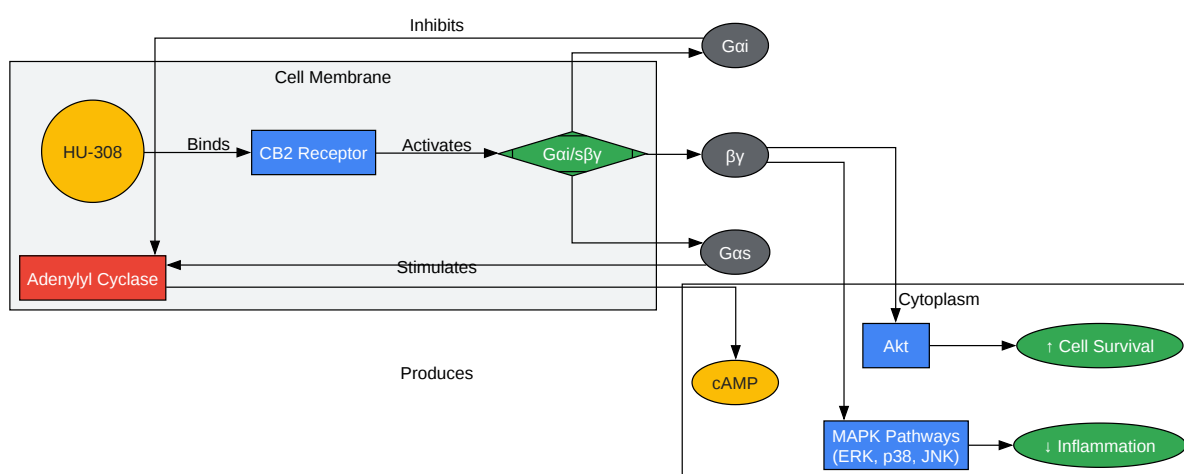 Inhibits
Gαi
Cell Membrane
HU-308
Binds
CB2 Receptor
Activates
Gαi/sβγ
βγ
Gαs
Stimulates
Adenylyl Cyclase
Cytoplasm
Akt
↑ Cell Survival
Produces
cAMP
MAPK Pathways
(ERK, p38, JNK)
↓ Inflammation